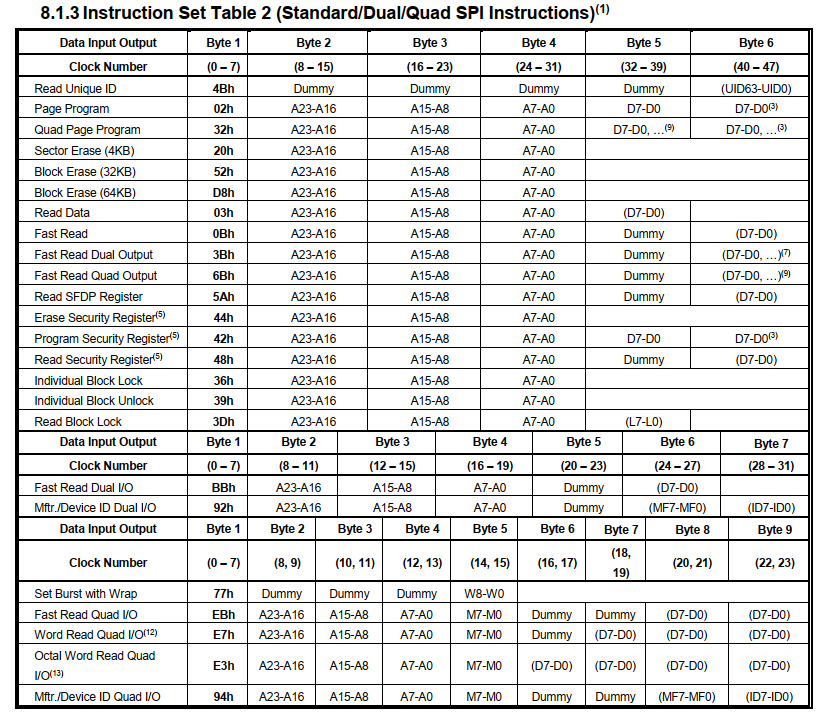 8.1.3 Instruction Set Table 2 (Standard/Dual/Quad SPI Instructions)(1)
Data Input Output Byte 1 Byte 2 Byte 3 Byte 4 Byte 5 Byte 6
Clock Number (0 – 7) (8 – 15) (16 – 23) (24 – 31) (32 – 39) (40 – 47)
Read Unique ID 4Bh Dummy Dummy Dummy Dummy (UID63-UID0)
Page Program 02h A23-A16 A15-A8 A7-A0 D7-D0 D7-D0(3)
Quad Page Program 32h A23-A16 A15-A8 A7-A0 D7-D0, …(9) D7-D0, …(3)
Sector Erase (4KB) 20h A23-A16 A15-A8 A7-A0
Block Erase (32KB) 52h A23-A16 A15-A8 A7-A0
Block Erase (64KB) D8h A23-A16 A15-A8 A7-A0
Read Data 03h A23-A16 A15-A8 A7-A0 (D7-D0)
Fast Read 0Bh A23-A16 A15-A8 A7-A0 Dummy (D7-D0)
Fast Read Dual Output 3Bh A23-A16 A15-A8 A7-A0 Dummy (D7-D0, …)(7)
Fast Read Quad Output 6Bh A23-A16 A15-A8 A7-A0 Dummy (D7-D0, …)(9)
Read SFDP Register 5Ah A23-A16 A15-A8 A7-A0 Dummy (D7-D0)
Erase Security Register(5) 44h A23-A16 A15-A8 A7-A0
Program Security Register(5) 42h A23-A16 A15-A8 A7-A0 D7-D0 D7-D0(3)
Read Security Register(5) 48h A23-A16 A15-A8 A7-A0 Dummy (D7-D0)
Individual Block Lock 36h A23-A16 A15-A8 A7-A0
Individual Block Unlock 39h A23-A16 A15-A8 A7-A0
Read Block Lock 3Dh A23-A16 A15-A8 A7-A0 (L7-L0)
Data Input Output Byte 1 Byte 2 Byte 3 Byte 4 Byte 5 Byte 6 Byte 7
Clock Number (0 – 7) (8 – 11) (12 – 15) (16 – 19) (20 – 23) (24 – 27) (28 – 31)
Fast Read Dual I/O BBh A23-A16 A15-A8 A7-A0 Dummy (D7-D0)
Mftr./Device ID Dual I/O 92h A23-A16 A15-A8 A7-A0 Dummy (MF7-MF0) (ID7-ID0)
Data Input Output Byte 1 Byte 2 Byte 3 Byte 4 Byte 5 Byte 6 Byte 7 Byte 8 Byte 9
Clock Number (0 – 7) (8, 9) (10, 11) (12, 13) (14, 15) (16, 17) (18, 19) (20, 21) (22, 23)
Set Burst with Wrap 77h Dummy Dummy Dummy W8-W0
Fast Read Quad I/O EBh A23-A16 A15-A8 A7-A0 M7-M0 Dummy Dummy (D7-D0) (D7-D0)
Word Read Quad I/O(12) E7h A23-A16 A15-A8 A7-A0 M7-M0 Dummy (D7-D0) (D7-D0) (D7-D0)
Octal Word Read Quad
I/O(13) E3h A23-A16 A15-A8 A7-A0 M7-M0 (D7-D0) (D7-D0) (D7-D0) (D7-D0)
Mftr./Device ID Quad I/O 94h A23-A16 A15-A8 A7-A0 M7-M0 Dummy Dummy (MF7-MF0) (ID7-ID0)